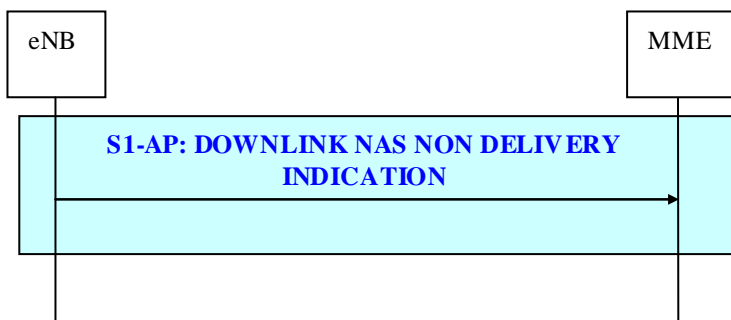 eNB
MME
S1-AP: DOWNLINK NAS NON DELIVERY
INDICATION